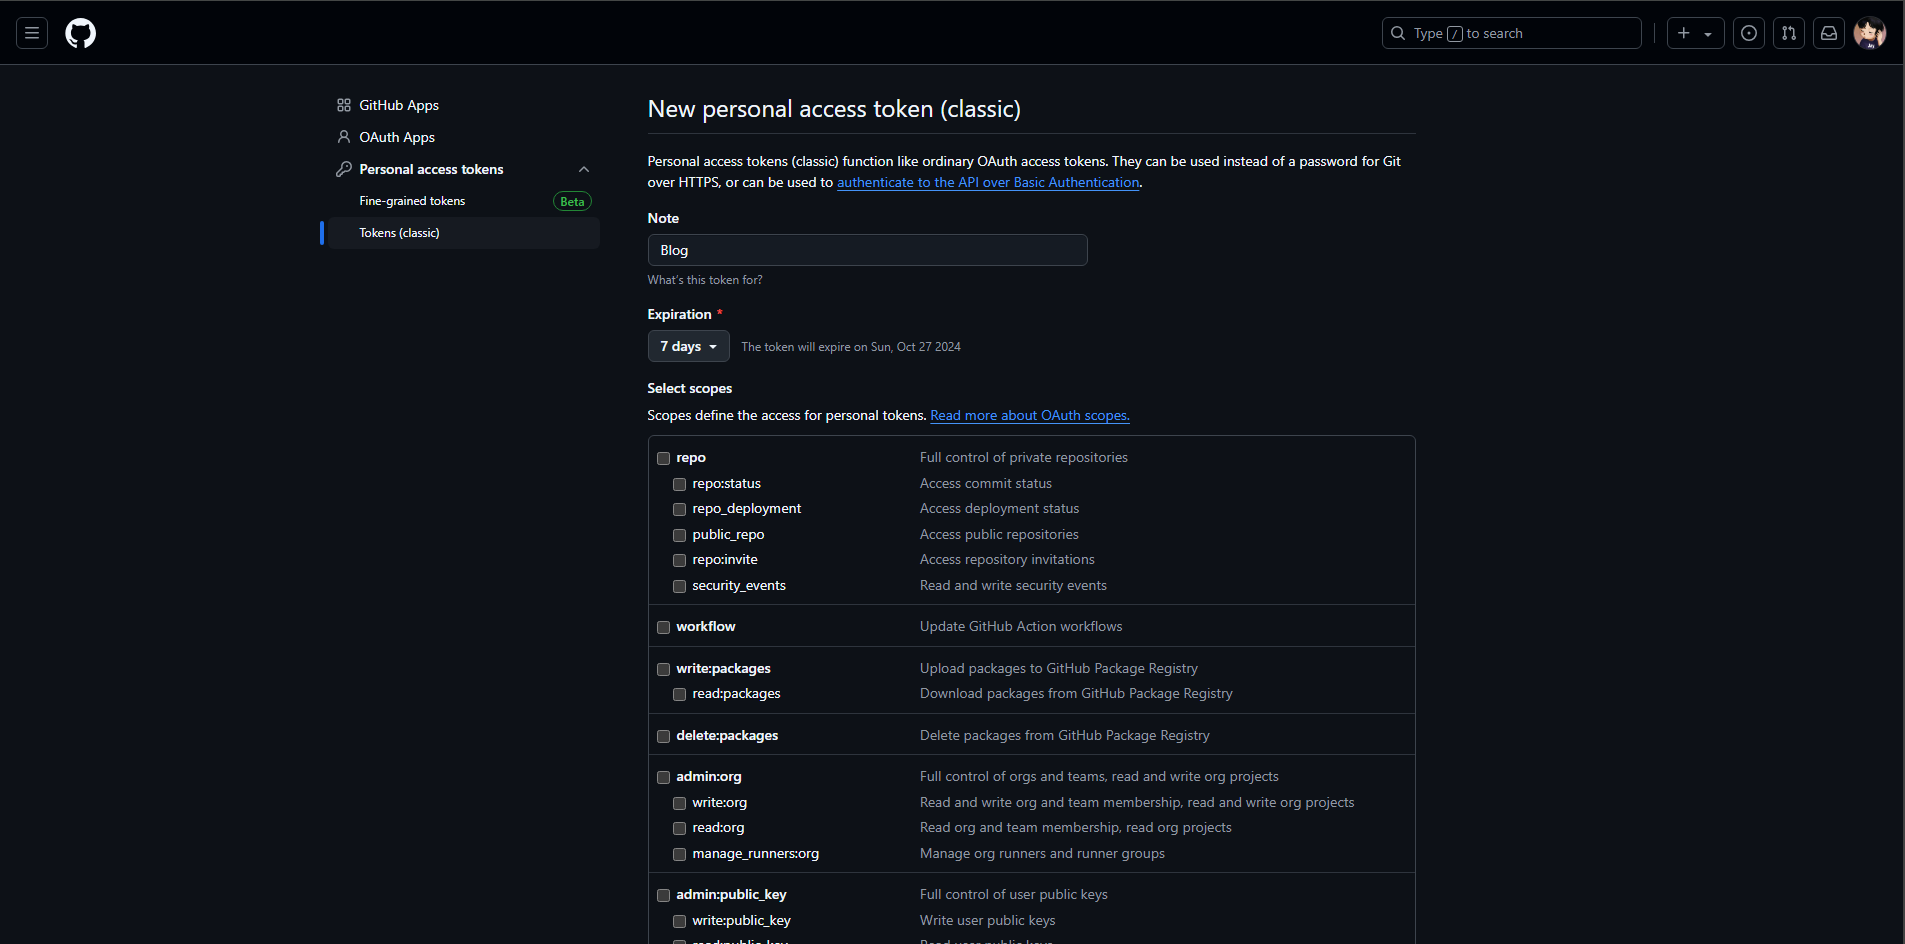 Type / to search
GitHub Apps
OAuth Apps
Personal access tokens
Fine-grained tokens Beta
Tokens (classic)
New personal access token (classic)
Personal access tokens (classic) function like ordinary OAuth access tokens. They can be used instead of a password for Git
over HTTPS, or can be used to authenticate to the API over Basic Authentication.
Note
Blog
What's this token for?
Expiration *
7 days The token will expire on Sun, Oct 27 2024
Select scopes
Scopes define the access for personal tokens. Read more about OAuth scopes.
repo Full control of private repositories
repo:status Access commit status
repo_deployment Access deployment status
public_repo Access public repositories
repo:invite Access repository invitations
security_events Read and write security events
workflow Update GitHub Action workflows
write:packages Upload packages to GitHub Package Registry
read:packages Download packages from GitHub Package Registry
delete:packages Delete packages from GitHub Package Registry
admin:org Full control of orgs and teams, read and write org projects
write:org Read and write org and team membership, read and write org projects
read:org Read org and team membership, read org projects
manage_runners:org Manage org runners and runner groups
admin:public_key Full control of user public keys
write:public_key Write user public keys
read:public_key Read user public keys